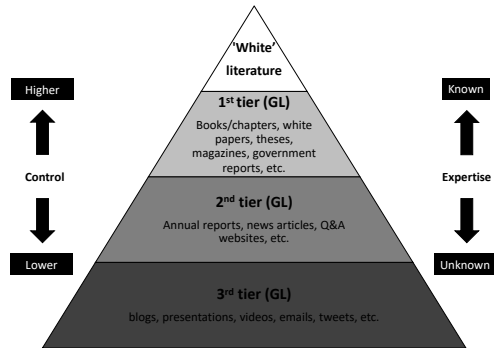 'White'
literature
Higher
Known
1st tier (GL)
Books/chapters, white
papers, theses,
magazines, government
reports, etc.
Control
Expertise
2nd tier (GL)
Annual reports, news articles, Q&A
websites, etc.
Lower
Unknown
3rd tier (GL)
blogs, presentations, videos, emails, tweets, etc.